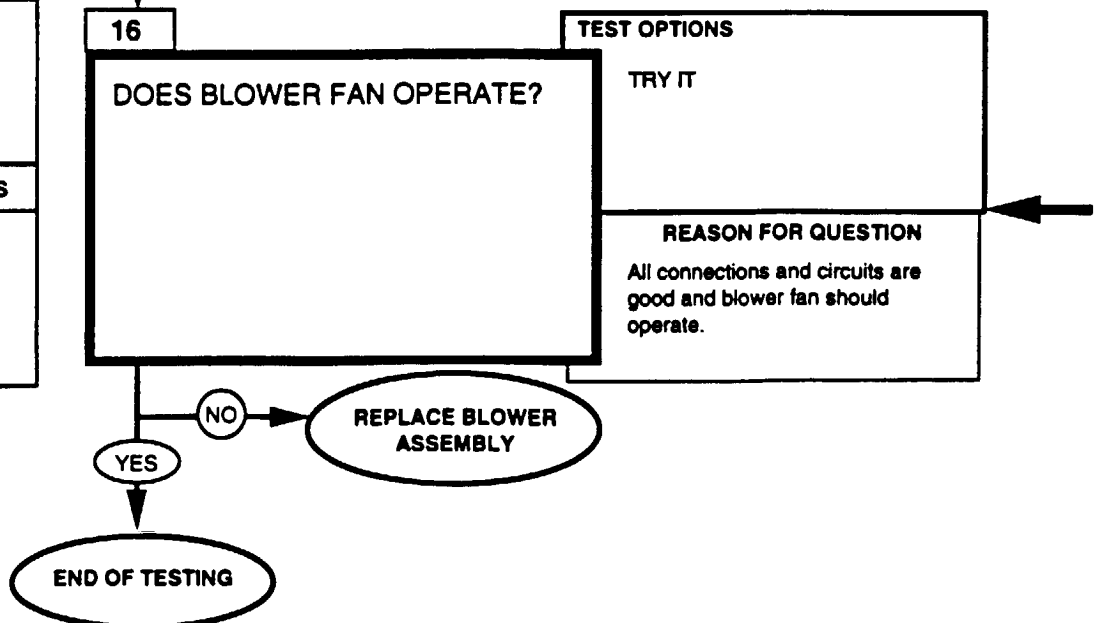 16
TEST OPTIONS
DOES BLOWER FAN OPERATE?
TRY IT
S
REASON FOR QUESTION
All connections and circuits are
good and blower fan should
operate.
NO
REPLACE BLOWER
ASSEMBLY
YES
END OF TESTING